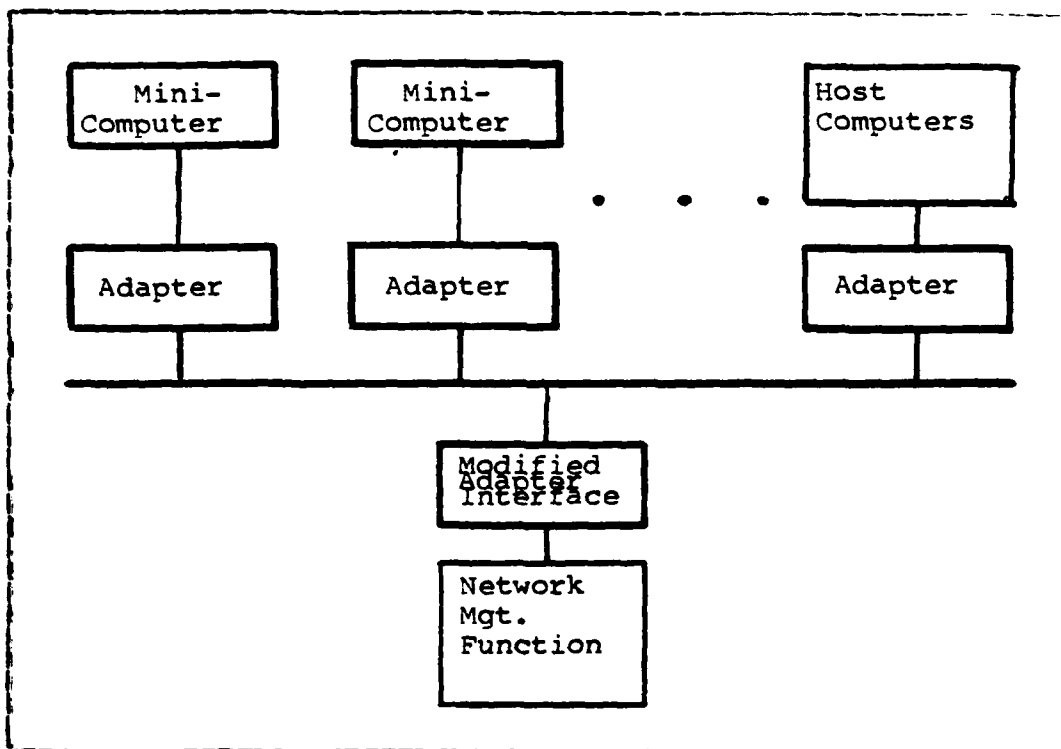 Mini-
Computer
Mini-
Computer
Host
Computers
Adapter
Adapter
Adapter
Modified
Adapter
Interface
Network
Mgt.
Function